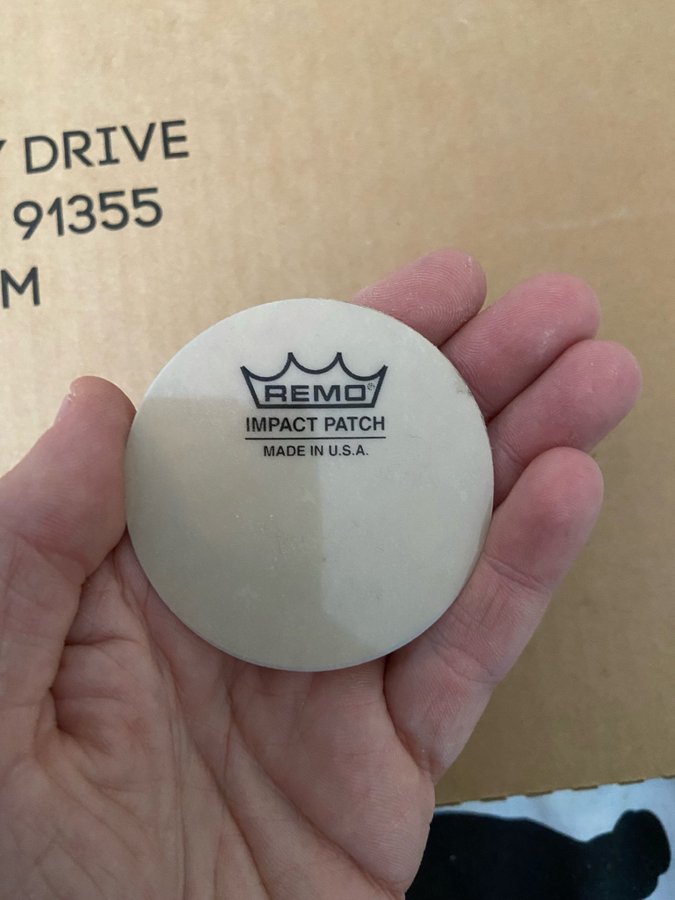 DRIVE
91355
M
REMO®
IMPACT PATCH
MADE IN U.S.A.